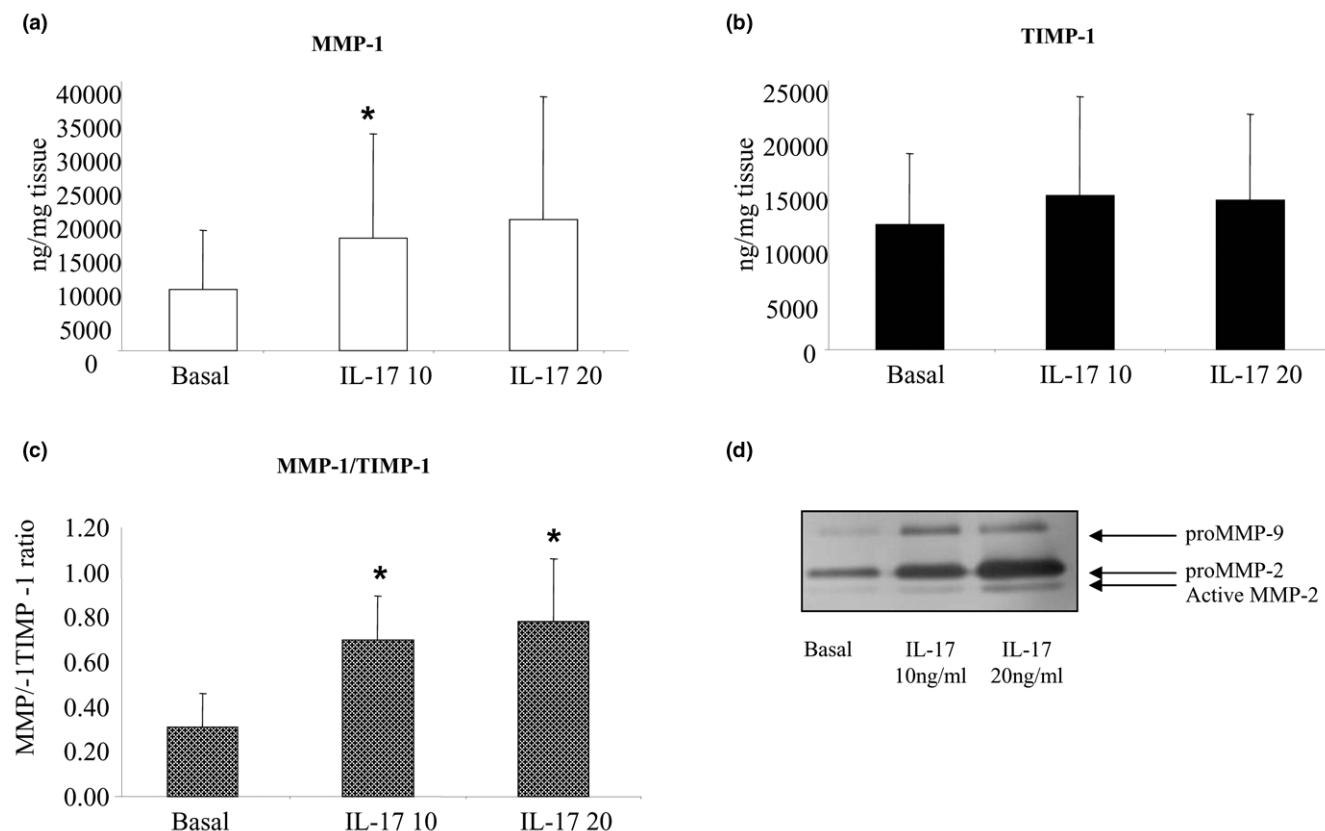 (a)
MMP-1
ng/mg tissue
40000
35000
30000
25000
20000
15000
10000
5000
0
*
Basal
IL-17 10
IL-17 20
(b)
TIMP-1
ng/mg tissue
25000
20000
15000
10000
5000
0
Basal
IL-17 10
IL-17 20
(c)
MMP-1/TIMP-1
MMP/-1TIMP -1 ratio
1.20
1.00
0.80
0.60
0.40
0.20
0.00
*
*
Basal
IL-17 10
IL-17 20
(d)
proMMP-9
proMMP-2
Active MMP-2
Basal
IL-17
10ng/ml
IL-17
20ng/ml